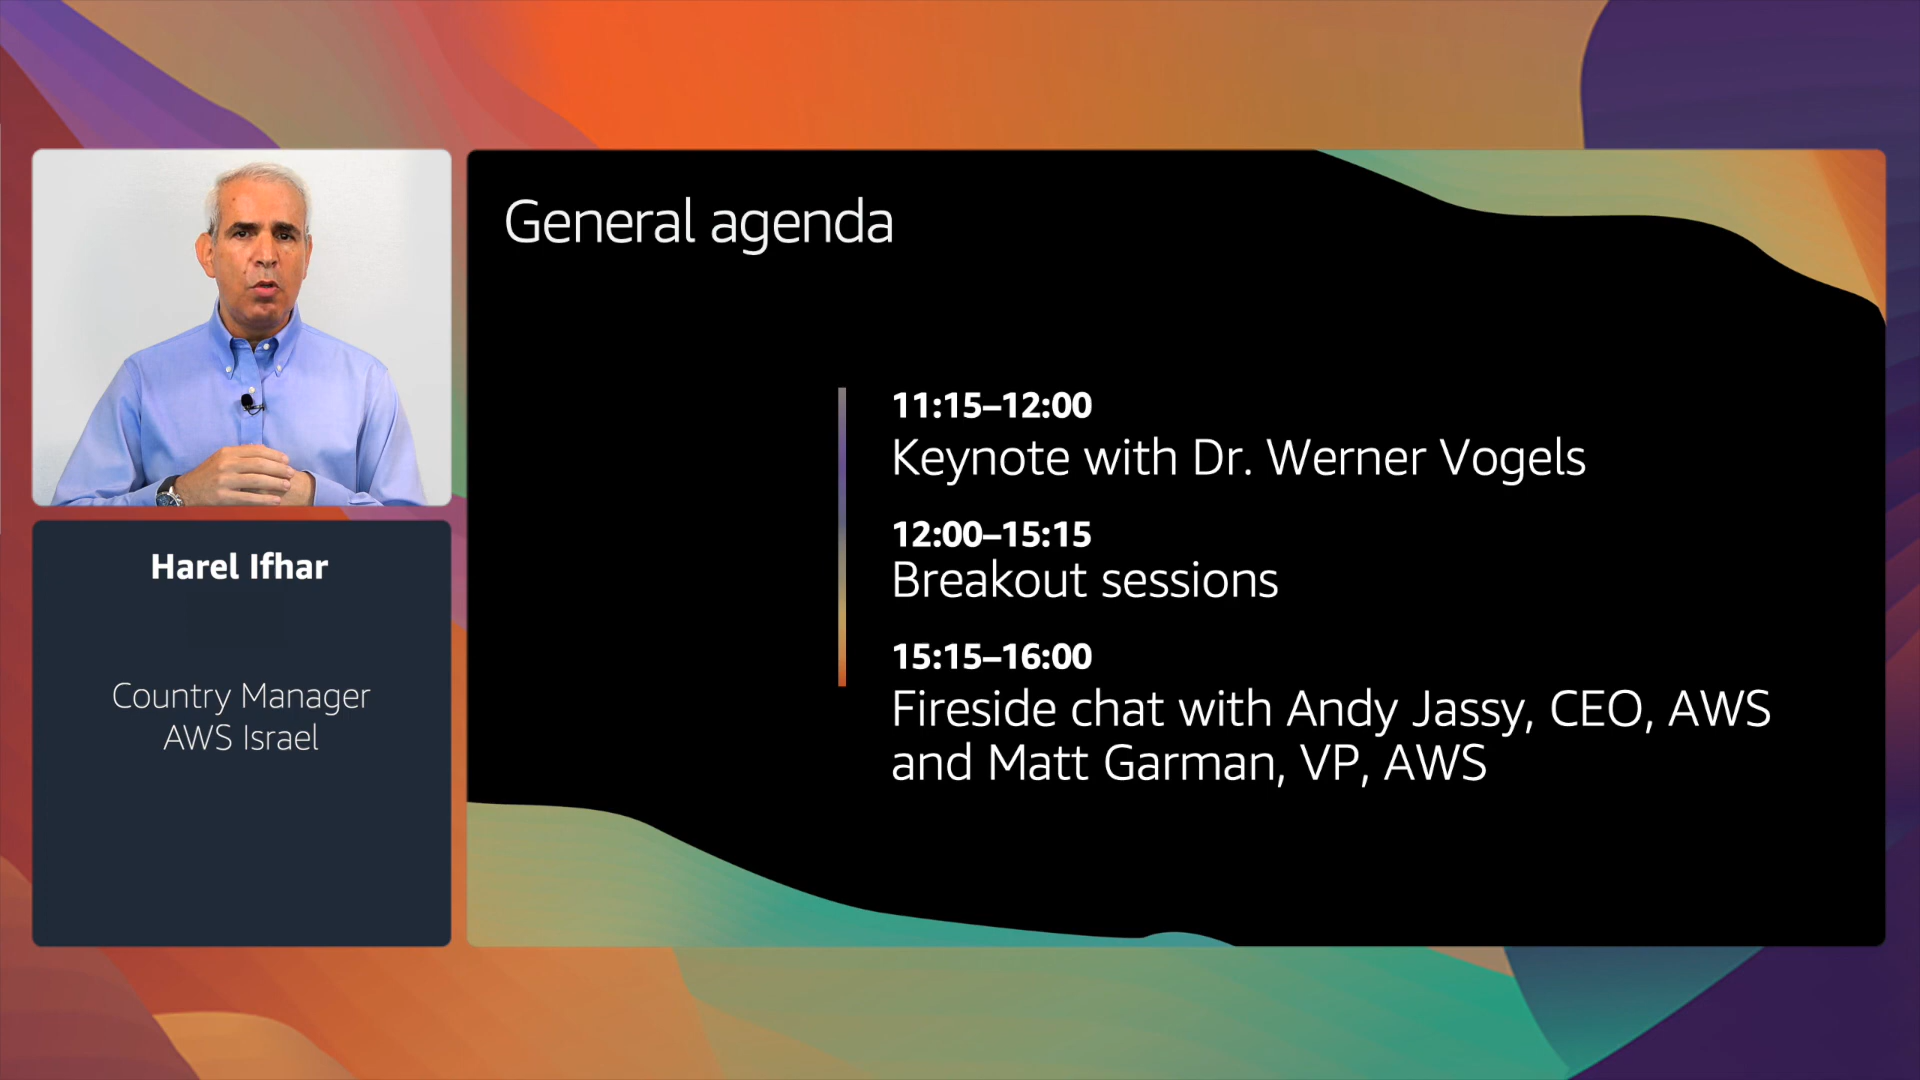 General agenda
11:15–12:00
Keynote with Dr. Werner Vogels
12:00–15:15
Breakout sessions
15:15–16:00
Fireside chat with Andy Jassy, CEO, AWS
and Matt Garman, VP, AWS
Harel Ifhar
Country Manager
AWS Israel